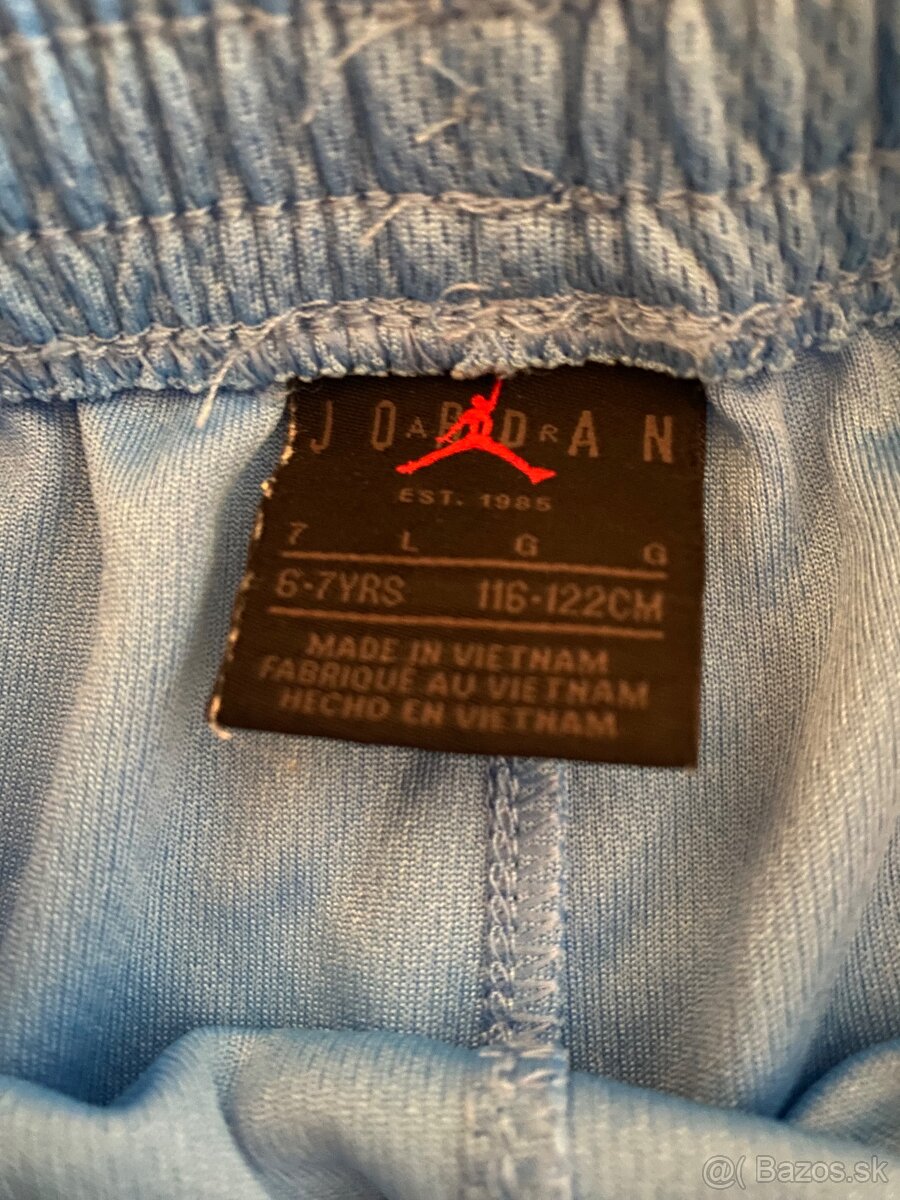 JORDAN
AIR
EST. 1985
7 L G G
6-7YRS 116-122CM
MADE IN VIETNAM
FABRIQUÉ AU VIETNAM
HECHO EN VIETNAM
@( Bazos.sk